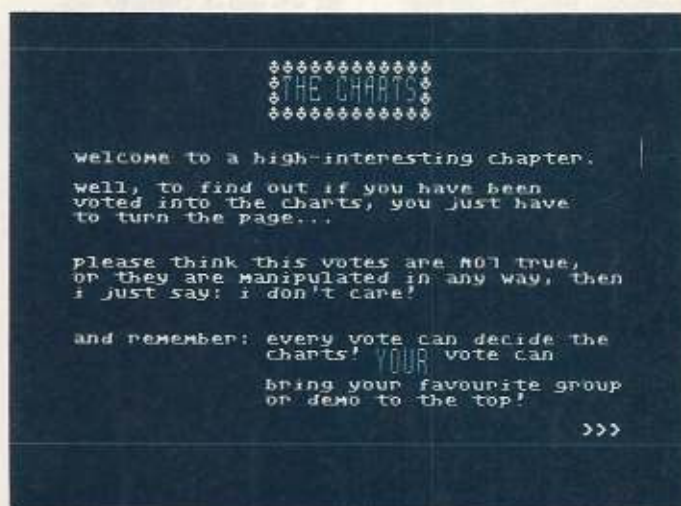 THE CHARTS
welcome to a high-interesting chapter.
well, to find out if you have been
voted into the charts, you just have
to turn the page...
please think this votes are NOT true,
or they are manipulated in any way, then
i just say: i don't care!
and remember: every vote can decide the
charts! YOUR vote can
bring your favourite group
or demo to the top!
>>>